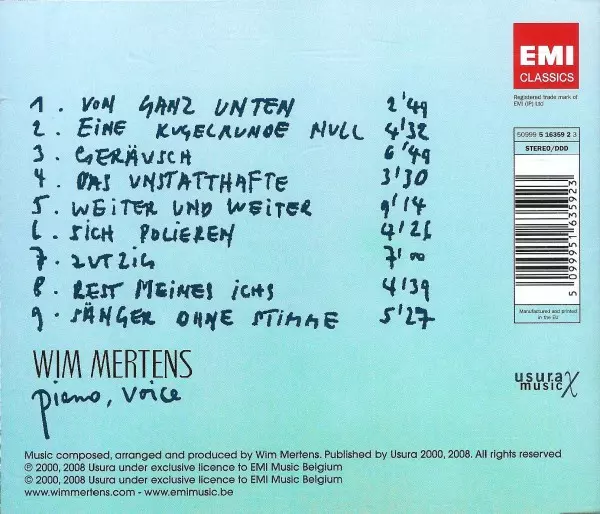 EMI
CLASSICS
Registered trade mark of
EMI (IP) Ltd
50999 5 16359 2 3
STEREO/DDD
5 099951 635923
Manufactured and printed
in the EU
1. VON GANZ UNTEN 2'49
2. EINE KUGELRUNDE NULL 4'32
3. GERÄUSCH 6'49
4. DAS UNSTATTHAFTE 3'30
5. WEITER UND WEITER 9'14
6. SICH POLIEREN 4'26
7. ZUTZIG 7'00
8. REST MEINES ICHS 4'39
9. SÄNGER OHNE STIMME 5'27
WIM MERTENS
piano, voice
usura
music X
Music composed, arranged and produced by Wim Mertens. Published by Usura 2000, 2008. All rights reserved
℗ 2000, 2008 Usura under exclusive licence to EMI Music Belgium
© 2000, 2008 Usura under exclusive licence to EMI Music Belgium
www.wimmertens.com - www.emimusic.be